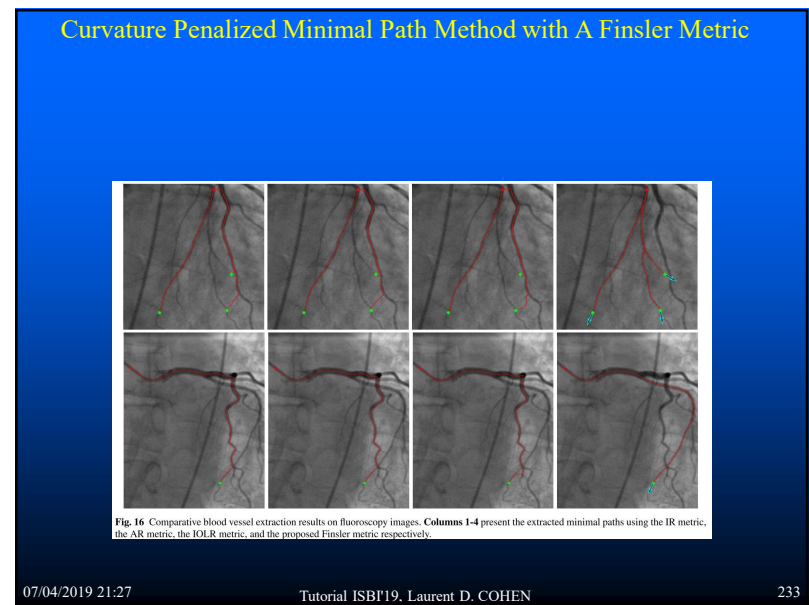 Curvature Penalized Minimal Path Method with A Finsler Metric
Fig. 16 Comparative blood vessel extraction results on fluoroscopy images. Columns 1-4 present the extracted minimal paths using the IR metric,
the AR metric, the IOLR metric, and the proposed Finsler metric respectively.
07/04/2019 21:27
Tutorial ISBI'19, Laurent D. COHEN
233